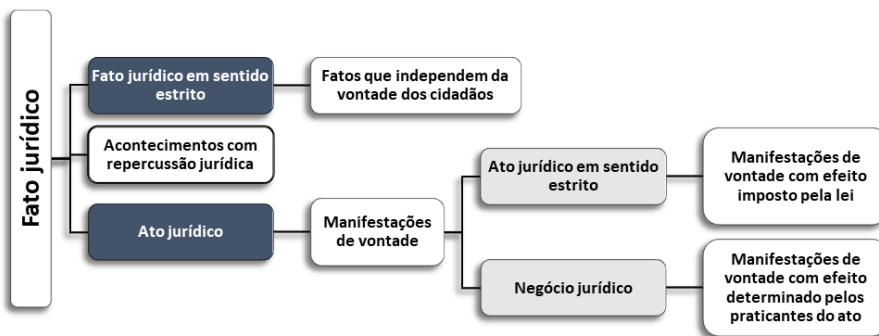 Fato jurídico
Fato jurídico em sentido
estrito
Fatos que independem da
vontade dos cidadãos
Acontecimentos com
repercussão jurídica
Ato jurídico
Manifestações
de vontade
Ato jurídico em sentido
estrito
Manifestações de
vontade com efeito
imposto pela lei
Negócio jurídico
Manifestações de
vontade com efeito
determinado pelos
praticantes do ato